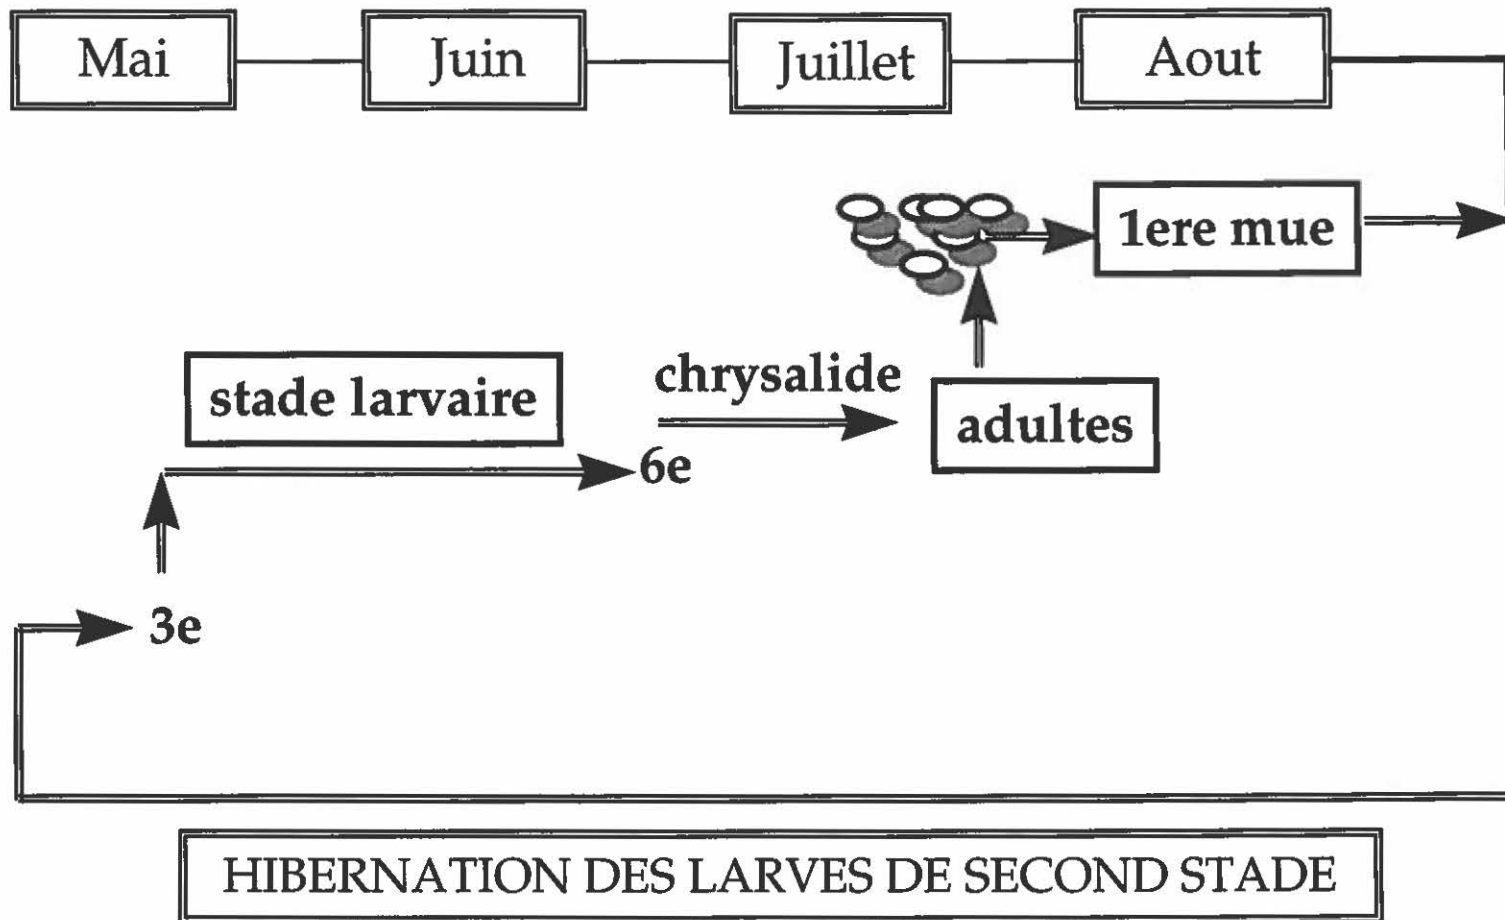 Mai
Juin
Juillet
Aout
1ere mue
chrysalide
stade larvaire
adultes
6e
3e
HIBERNATION DES LARVES DE SECOND STADE